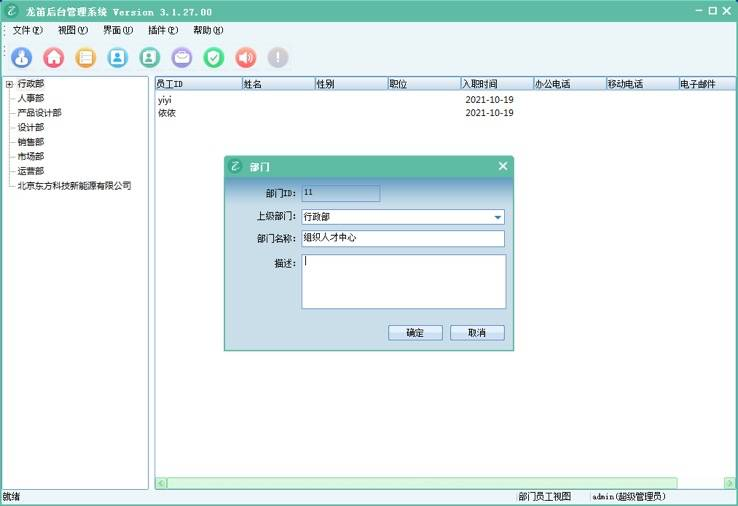 龙笛后台管理系统 Version 3.1.27.00
文件(F) 视图(V) 界面(U) 插件(P) 帮助(H)
行政部
人事部
产品设计部
设计部
销售部
市场部
运营部
北京东方科技新能源有限公司
员工ID 姓名 性别 职位 入职时间 办公电话 移动电话 电子邮件
yiyi 2021-10-19
依依 2021-10-19
部门
部门ID: 11
上级部门: 行政部
部门名称: 组织人才中心
描述:
确定 取消
就绪 部门员工视图 admin(超级管理员)